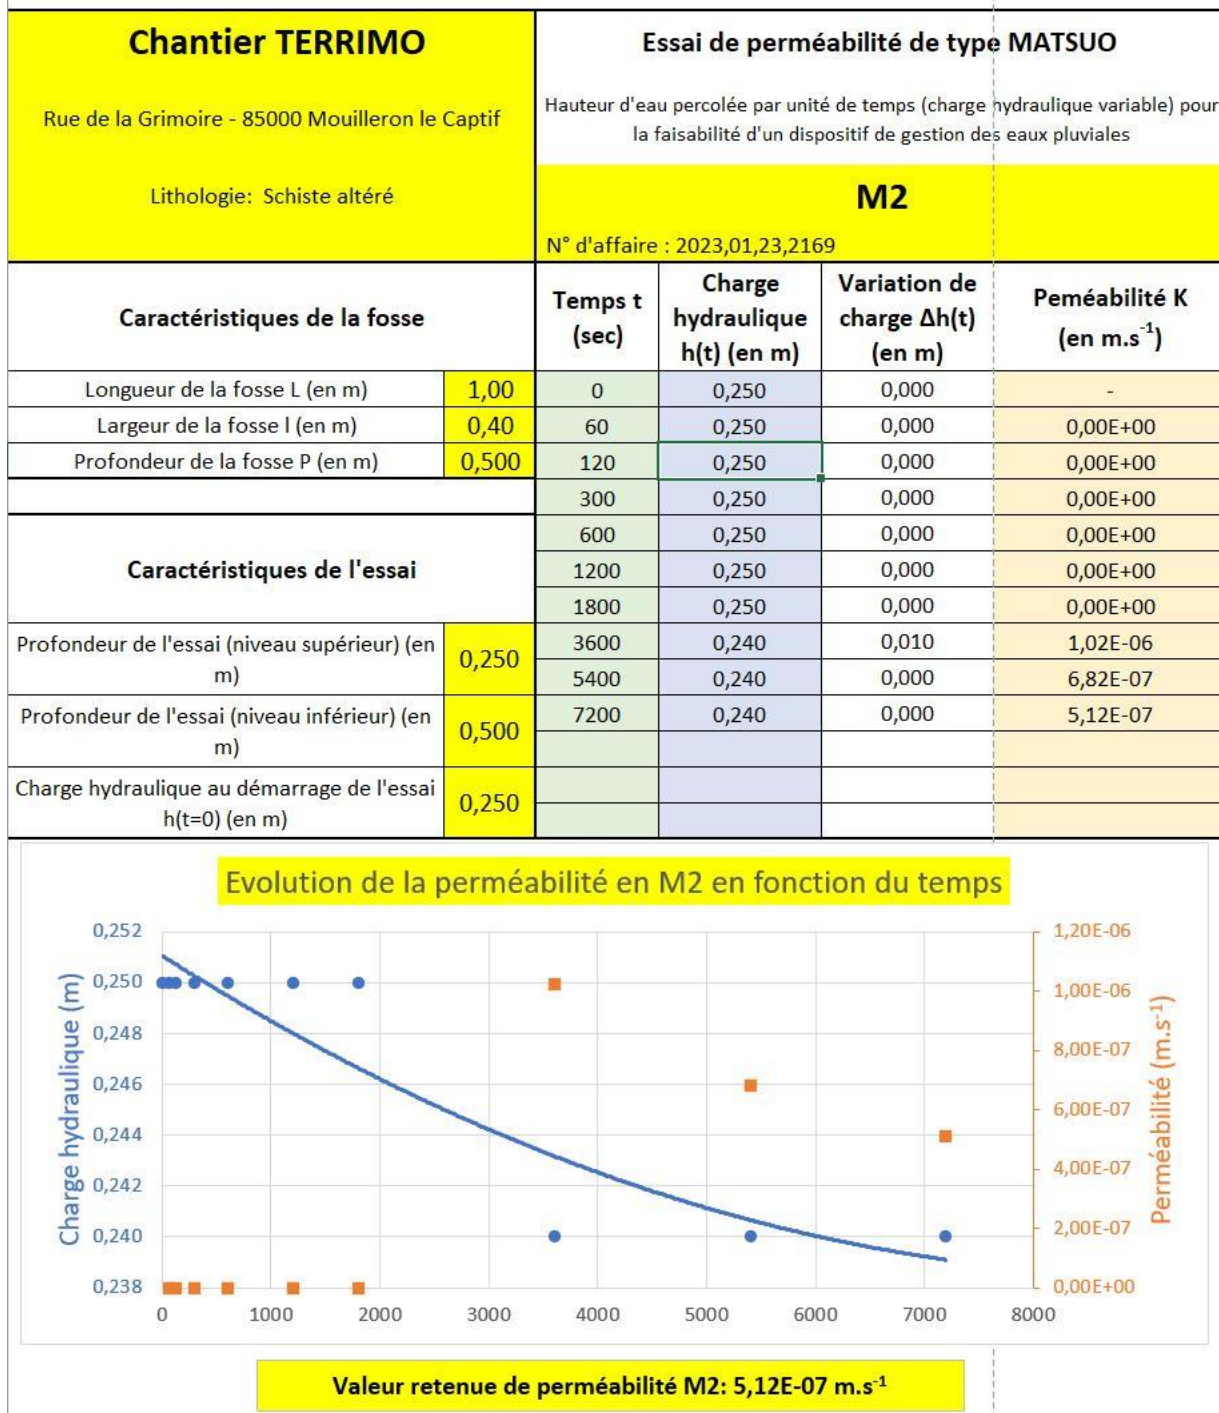 Chantier TERRIMO
Rue de la Grimoire - 85000 Mouilleron le Captif
Lithologie: Schiste altéré
Essai de perméabilité de type MATSUO
Hauteur d'eau percolée par unité de temps (charge hydraulique variable) pour
la faisabilité d'un dispositif de gestion des eaux pluviales
M2
N° d'affaire : 2023,01,23,2169
Caractéristiques de la fosse
Longueur de la fosse L (en m) 1,00
Largeur de la fosse l (en m) 0,40
Profondeur de la fosse P (en m) 0,500
Caractéristiques de l'essai
Profondeur de l'essai (niveau supérieur) (en
m)
0,250
Profondeur de l'essai (niveau inférieur) (en
m)
0,500
Charge hydraulique au démarrage de l'essai
h(t=0) (en m)
0,250
Temps t
(sec)
Charge
hydraulique
h(t) (en m)
Variation de
charge Δh(t)
(en m)
Peméabilité K
(en m.s⁻¹)
0 0,250 0,000 -
60 0,250 0,000 0,00E+00
120 0,250 0,000 0,00E+00
300 0,250 0,000 0,00E+00
600 0,250 0,000 0,00E+00
1200 0,250 0,000 0,00E+00
1800 0,250 0,000 0,00E+00
3600 0,240 0,010 1,02E-06
5400 0,240 0,000 6,82E-07
7200 0,240 0,000 5,12E-07
Evolution de la perméabilité en M2 en fonction du temps
Charge hydraulique (m)
0,252
0,250
0,248
0,246
0,244
0,242
0,240
0,238
0 1000 2000 3000 4000 5000 6000 7000 8000
1,20E-06
1,00E-06
8,00E-07
6,00E-07
4,00E-07
2,00E-07
0,00E+00
Perméabilité (m.s⁻¹)
Valeur retenue de perméabilité M2: 5,12E-07 m.s⁻¹